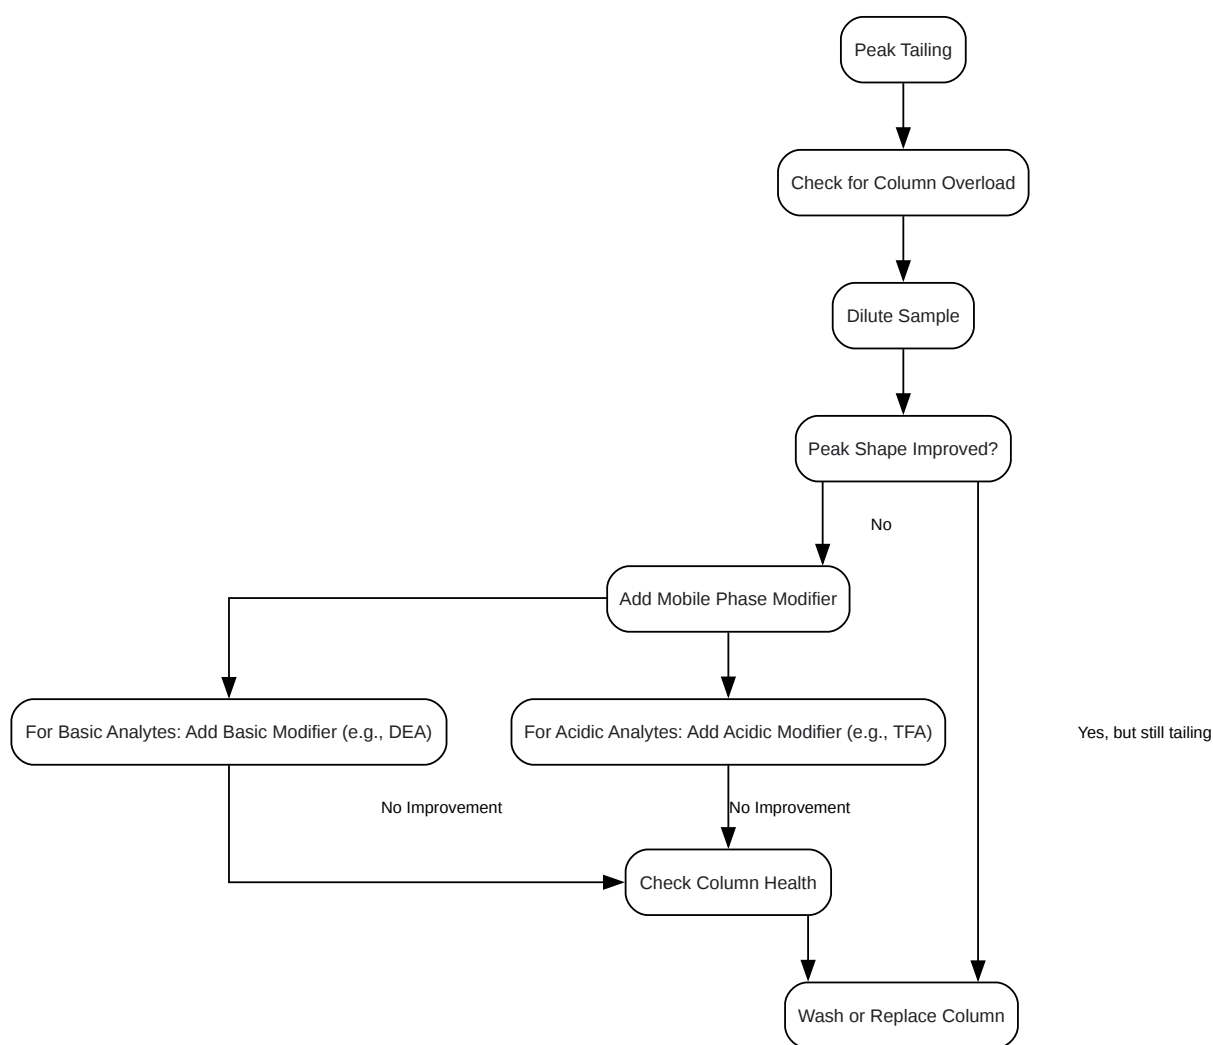 Peak Tailing
Check for Column Overload
Dilute Sample
Peak Shape Improved?
No
Add Mobile Phase Modifier
For Basic Analytes: Add Basic Modifier (e.g., DEA)
For Acidic Analytes: Add Acidic Modifier (e.g., TFA)
Yes, but still tailing
No Improvement
No Improvement
Check Column Health
Wash or Replace Column